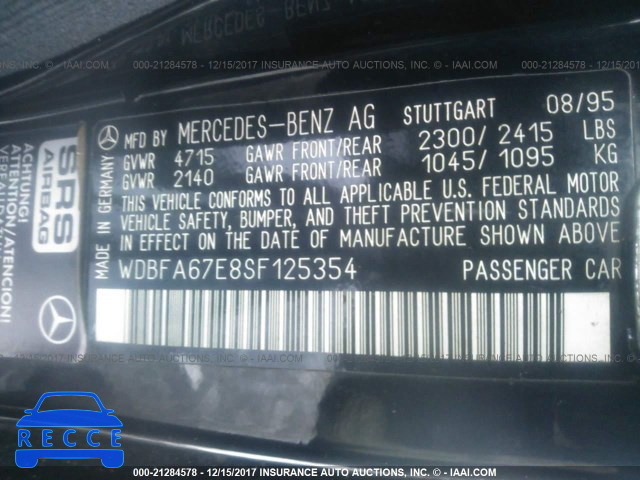 000-21284578 - 12/15/2017 INSURANCE AUTO AUCTIONS, INC. - © - IAAI.COM
MFD BY MERCEDES-BENZ AG STUTTGART 08/95
GVWR 4715 GAWR FRONT/REAR 2300/2415 LBS
GVWR 2140 GAWR FRONT/REAR 1045/1095 KG
THIS VEHICLE CONFORMS TO ALL APPLICABLE U.S. FEDERAL MOTOR
VEHICLE SAFETY, BUMPER, AND THEFT PREVENTION STANDARDS
IN EFFECT ON THE DATE OF MANUFACTURE SHOWN ABOVE
WDBFA67E8SF125354 PASSENGER CAR
MADE IN GERMANY
SRS
AIRBAG
ACHTUNG!
ATTENTION/ATENCION!
RECCE
000-21284578 - 12/15/2017 INSURANCE AUTO AUCTIONS, INC. - © - IAAI.COM